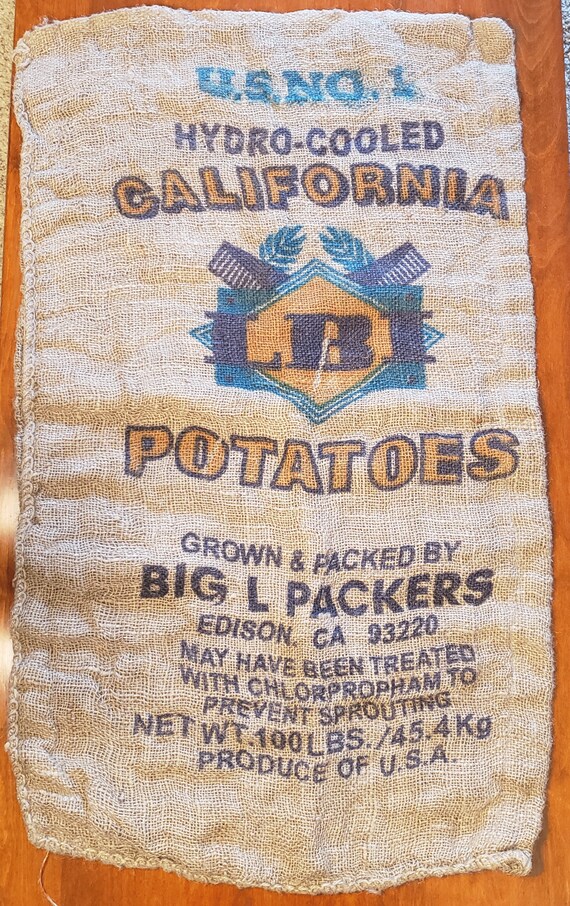 U.S. NO. 1
HYDRO-COOLED
CALIFORNIA
LBL
POTATOES
GROWN & PACKED BY
BIG L PACKERS
EDISON, CA 93220
MAY HAVE BEEN TREATED
WITH CHLORPROPHAM TO
PREVENT SPROUTING
NET WT. 100 LBS./45.4 Kg
PRODUCE OF U.S.A.